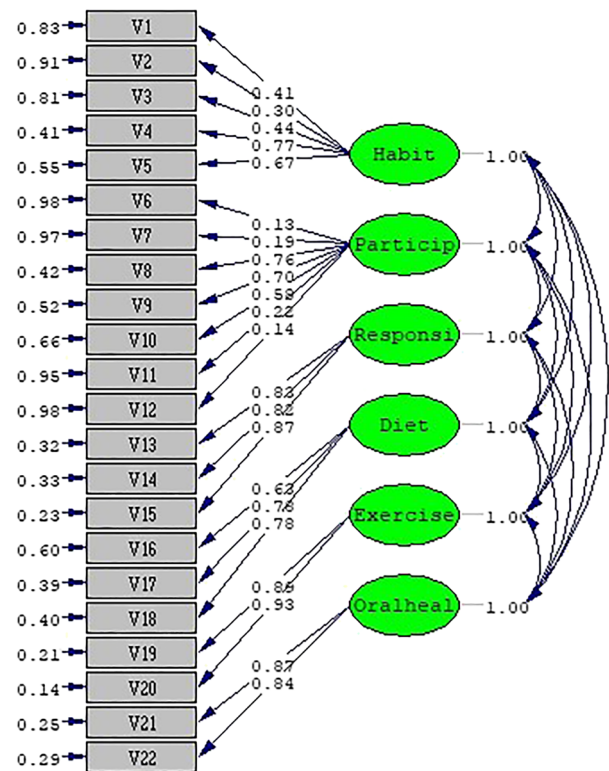 0.83 V1
0.91 V2
0.81 V3
0.41 V4
0.55 V5
0.98 V6
0.97 V7
0.42 V8
0.52 V9
0.66 V10
0.95 V11
0.98 V12
0.32 V13
0.33 V14
0.23 V15
0.60 V16
0.39 V17
0.40 V18
0.21 V19
0.14 V20
0.25 V21
0.29 V22
0.41
0.30
0.44
0.77
0.67
0.13
0.19
0.76
0.70
0.58
0.22
0.14
0.83
0.82
0.87
0.63
0.78
0.78
0.89
0.93
0.87
0.84
Habit 1.00
Particip 1.00
Responsi 1.00
Diet 1.00
Exercise 1.00
Oralheal 1.00